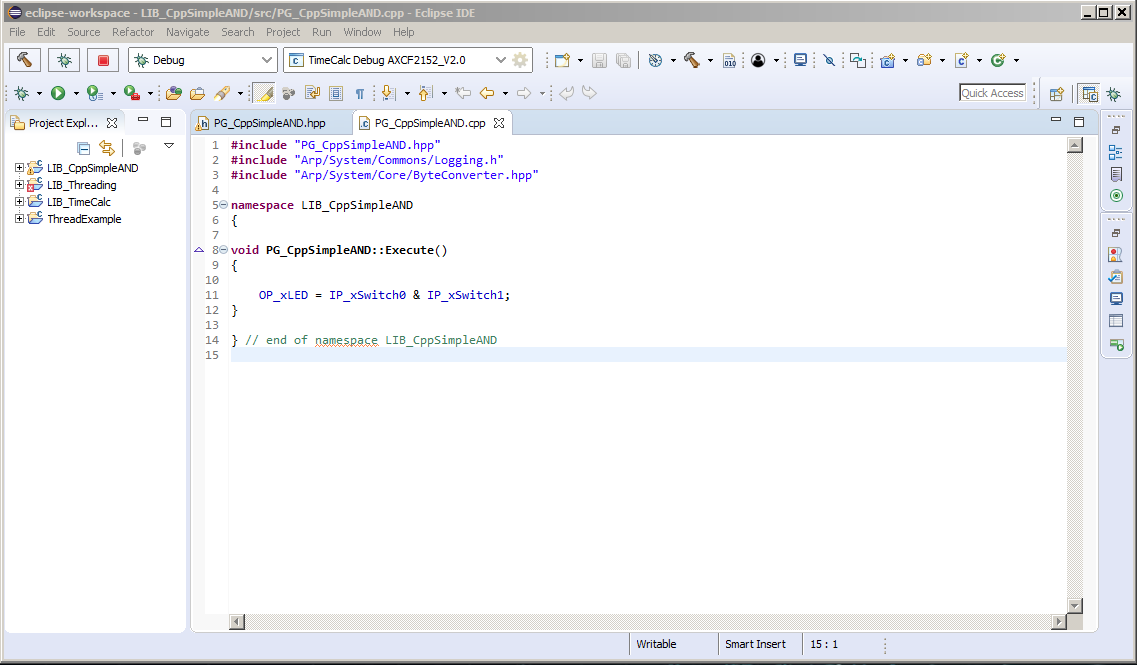 eclipse-workspace - LIB_CppSimpleAND/src/PG_CppSimpleAND.cpp - Eclipse IDE
File Edit Source Refactor Navigate Search Project Run Window Help
Debug TimeCalc Debug AXCF2152_V2.0
010
Quick Access
Project Expl... PG_CppSimpleAND.hpp PG_CppSimpleAND.cpp
LIB_CppSimpleAND
LIB_Threading
LIB_TimeCalc
ThreadExample
1 #include "PG_CppSimpleAND.hpp"
2 #include "Arp/System/Commons/Logging.h"
3 #include "Arp/System/Core/ByteConverter.hpp"
4
5 namespace LIB_CppSimpleAND
6 {
7
8 void PG_CppSimpleAND::Execute()
9 {
10
11 OP_xLED = IP_xSwitch0 & IP_xSwitch1;
12 }
13
14 } // end of namespace LIB_CppSimpleAND
15
Writable Smart Insert 15 : 1